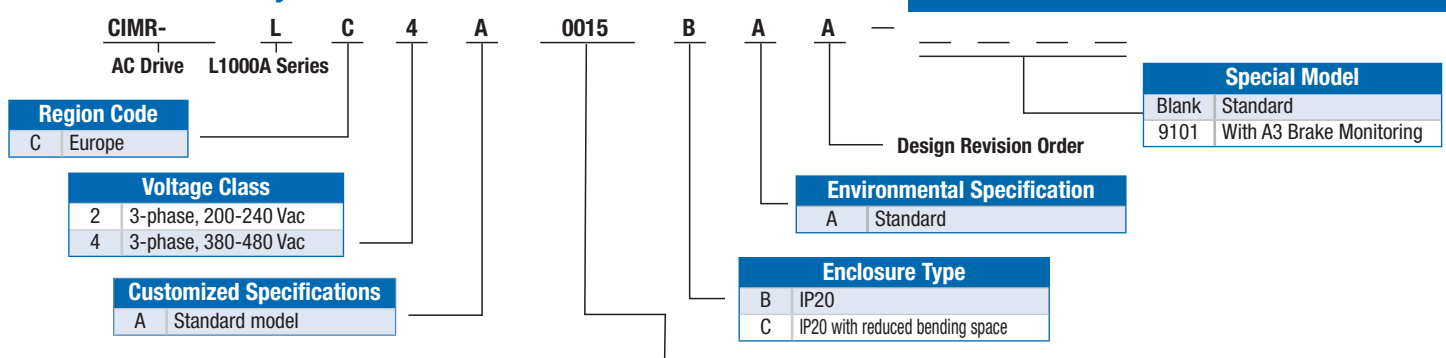 CIMR- L C 4 A 0015 B A A —
AC Drive L1000A Series
Special Model
Blank Standard
9101 With A3 Brake Monitoring
Region Code
C Europe
Design Revision Order
Voltage Class
2 3-phase, 200-240 Vac
4 3-phase, 380-480 Vac
Environmental Specification
A Standard
Customized Specifications
A Standard model
Enclosure Type
B IP20
C IP20 with reduced bending space